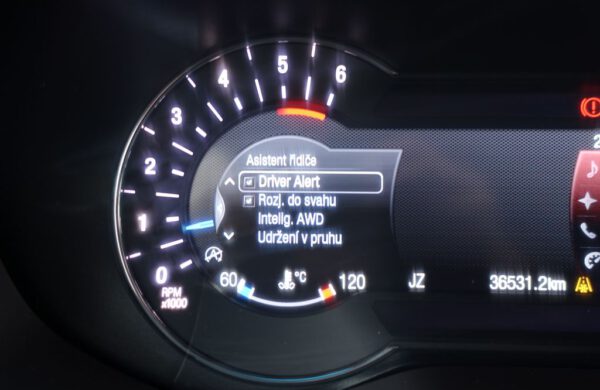 0
1
2
3
4
5
6
RPM
x1000
Asistent řidiče
Driver Alert
Rozj. do svahu
Intelig. AWD
Udržení v pruhu
60 °C 120
JZ 36531.2km
2